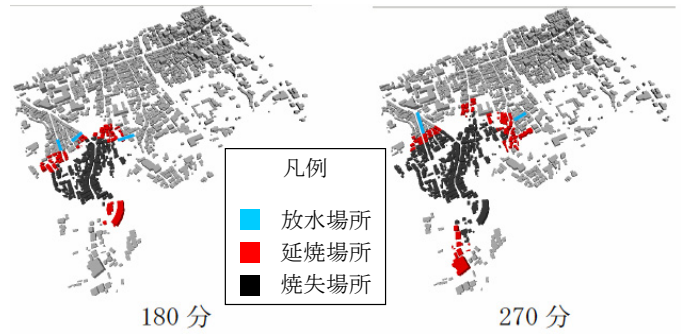 凡例
放水場所
延焼場所
焼失場所
180 分
270 分